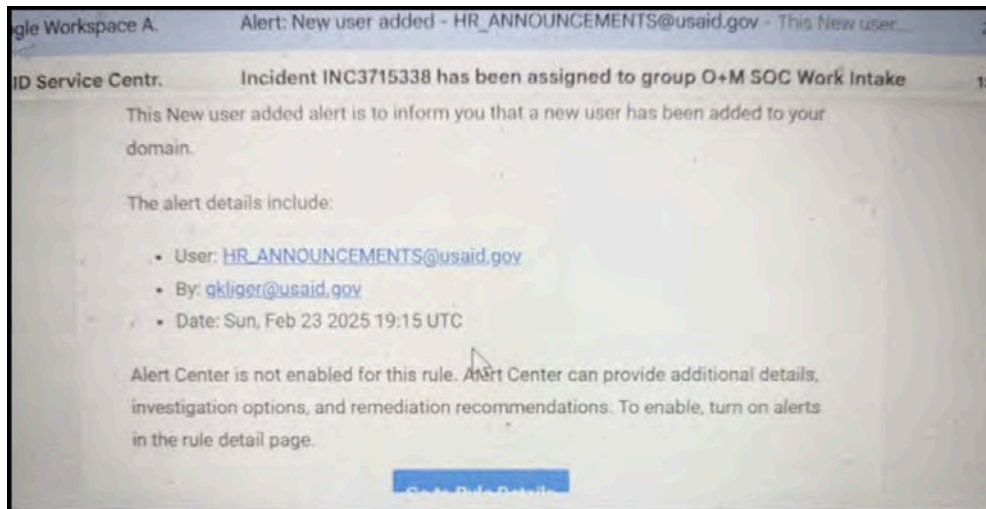 gle Workspace A. Alert: New user added - HR_ANNOUNCEMENTS@usaid.gov - This New user...
ID Service Centr. Incident INC3715338 has been assigned to group O+M SOC Work Intake
This New user added alert is to inform you that a new user has been added to your
domain.
The alert details include:
• User: HR_ANNOUNCEMENTS@usaid.gov
• By: gkliger@usaid.gov
• Date: Sun, Feb 23 2025 19:15 UTC
Alert Center is not enabled for this rule. Alert Center can provide additional details,
investigation options, and remediation recommendations. To enable, turn on alerts
in the rule detail page.
Go to Rule Details